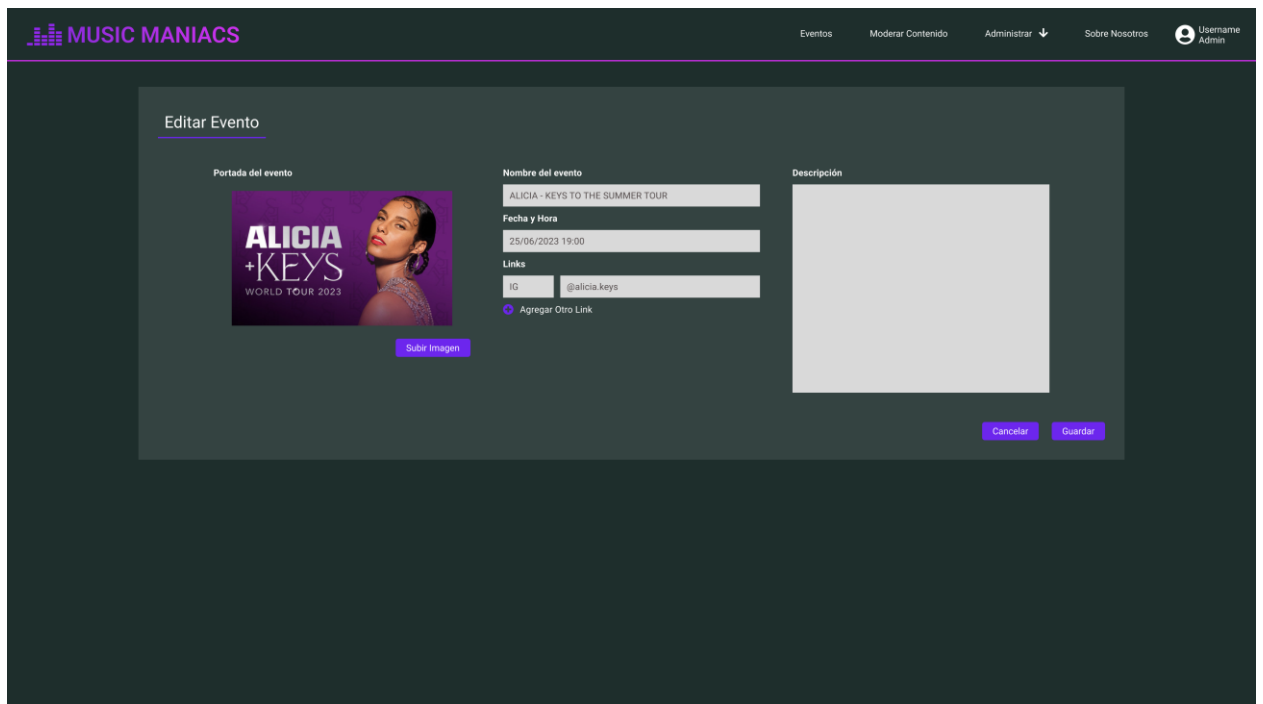 MUSIC MANIACS
Eventos
Moderar Contenido
Administrar
Sobre Nosotros
Username
Admin
Editar Evento
Portada del evento
ALICIA
+KEYS
WORLD TOUR 2023
Subir Imagen
Nombre del evento
ALICIA - KEYS TO THE SUMMER TOUR
Fecha y Hora
25/06/2023 19:00
Links
IG
@alicia.keys
Agregar Otro Link
Descripción
Cancelar
Guardar